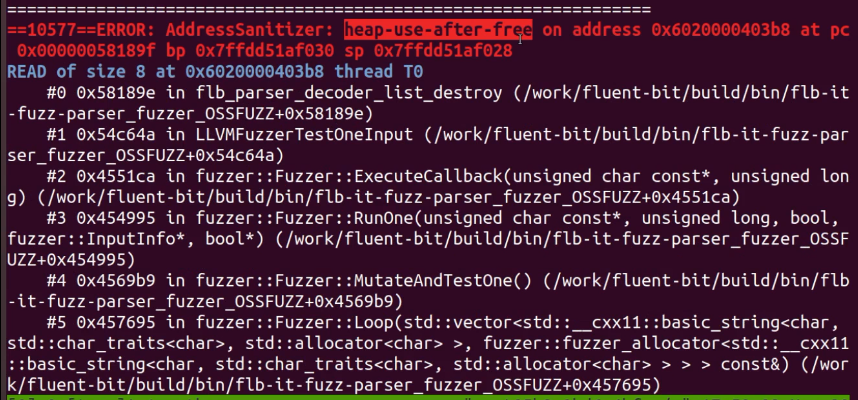 =================================================================
==10577==ERROR: AddressSanitizer: heap-use-after-free on address 0x6020000403b8 at pc
 0x00000058189f bp 0x7ffdd51af030 sp 0x7ffdd51af028
READ of size 8 at 0x6020000403b8 thread T0
    #0 0x58189e in flb_parser_decoder_list_destroy (/work/fluent-bit/build/bin/flb-it
-fuzz-parser_fuzzer_OSSFUZZ+0x58189e)
    #1 0x54c64a in LLVMFuzzerTestOneInput (/work/fluent-bit/build/bin/flb-it-fuzz-par
ser_fuzzer_OSSFUZZ+0x54c64a)
    #2 0x4551ca in fuzzer::Fuzzer::ExecuteCallback(unsigned char const*, unsigned lon
g) (/work/fluent-bit/build/bin/flb-it-fuzz-parser_fuzzer_OSSFUZZ+0x4551ca)
    #3 0x454995 in fuzzer::Fuzzer::RunOne(unsigned char const*, unsigned long, bool, 
fuzzer::InputInfo*, bool*) (/work/fluent-bit/build/bin/flb-it-fuzz-parser_fuzzer_OSSF
UZZ+0x454995)
    #4 0x4569b9 in fuzzer::Fuzzer::MutateAndTestOne() (/work/fluent-bit/build/bin/flb
-it-fuzz-parser_fuzzer_OSSFUZZ+0x4569b9)
    #5 0x457695 in fuzzer::Fuzzer::Loop(std::vector<std::__cxx11::basic_string<char, 
std::char_traits<char>, std::allocator<char> >, fuzzer::fuzzer_allocator<std::__cxx11
::basic_string<char, std::char_traits<char>, std::allocator<char> > > > const&) (/wor
k/fluent-bit/build/bin/flb-it-fuzz-parser_fuzzer_OSSFUZZ+0x457695)